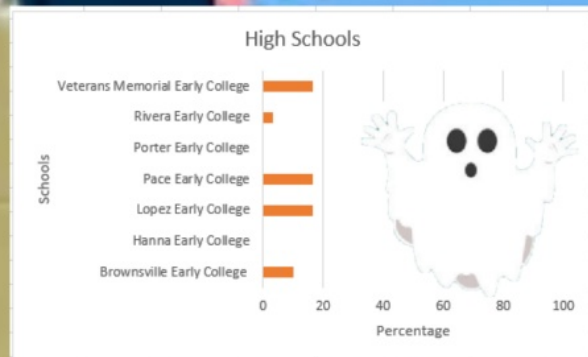 High Schools
Schools
Veterans Memorial Early College
Rivera Early College
Porter Early College
Pace Early College
Lopez Early College
Hanna Early College
Brownsville Early College
0 20 40 60 80 100
Percentage